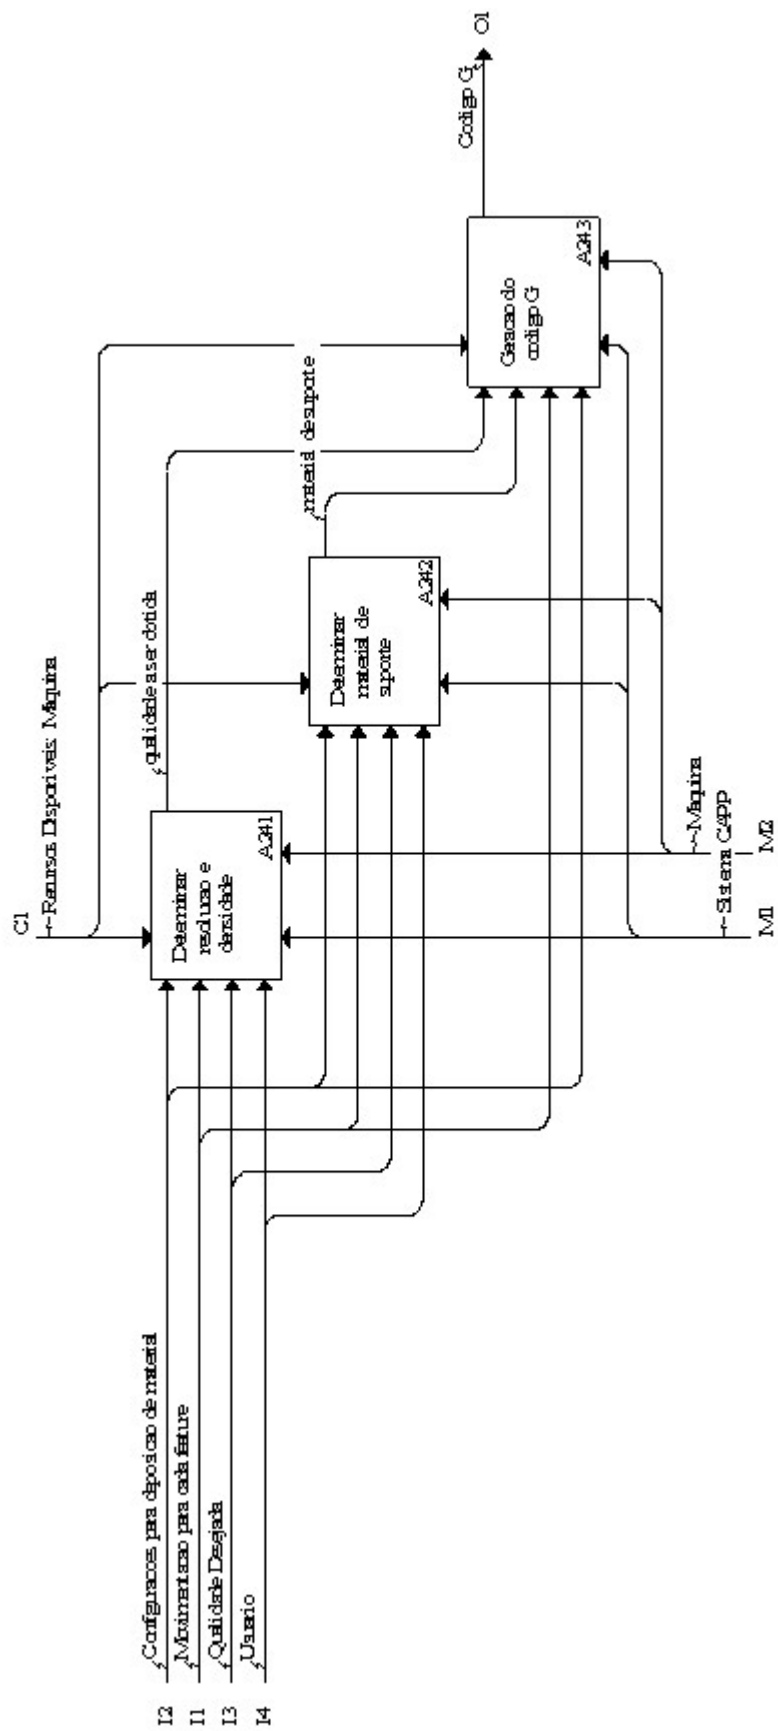 C1
Recursos Disponiveis: Maquina
I2
Configuracoes para deposicao de material
I1
Movimentacao para cada feature
I3
Qualidade Desejada
I4
Usuario
Determinar
resolucao e
densidade
A241
qualidade a ser obtida
Determinar
material de
suporte
A242
material de suporte
Geracao do
codigo G
A243
Codigo G
O1
Maquina
Sistema CAPP
M1
M2